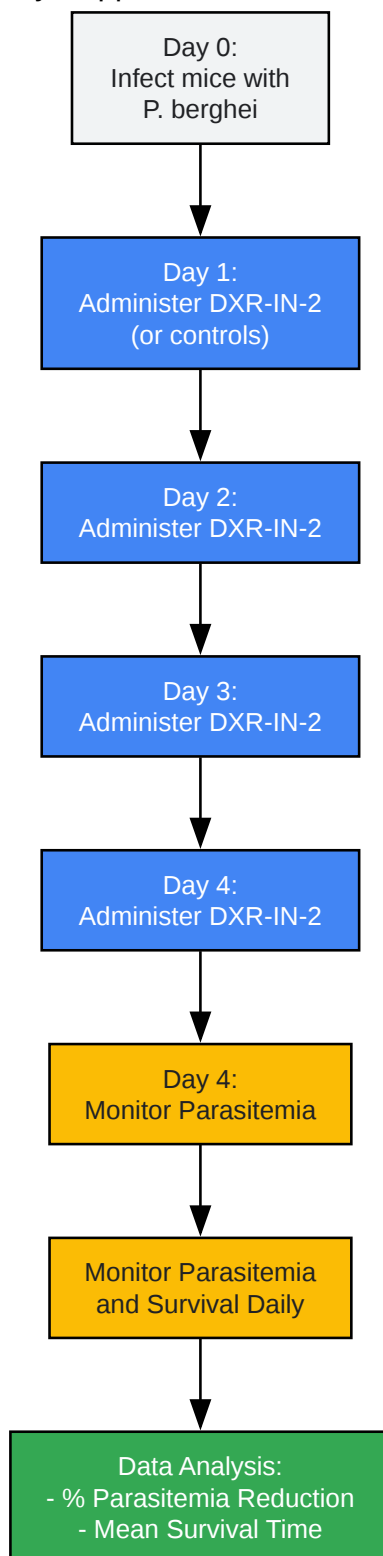 Day 0:
Infect mice with
P. berghei
Day 1:
Administer DXR-IN-2
(or controls)
Day 2:
Administer DXR-IN-2
Day 3:
Administer DXR-IN-2
Day 4:
Administer DXR-IN-2
Day 4:
Monitor Parasitemia
Monitor Parasitemia
and Survival Daily
Data Analysis:
- % Parasitemia Reduction
- Mean Survival Time